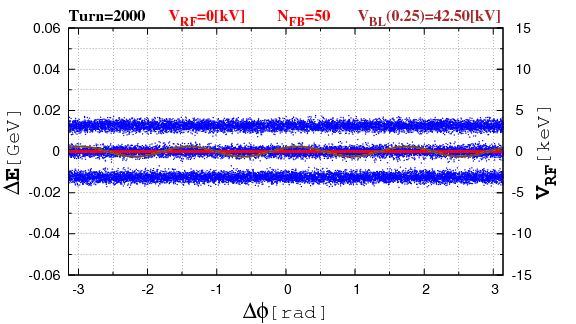 Turn=2000 V_RF=0[kV] N_FB=50 V_BL(0.25)=42.50[kV]
0.06 15
0.04 10
0.02 5
0 0
-0.02 -5
-0.04 -10
-0.06 -15
-3 -2 -1 0 1 2 3
ΔE[GeV]
V_RF[keV]
Δϕ[rad]